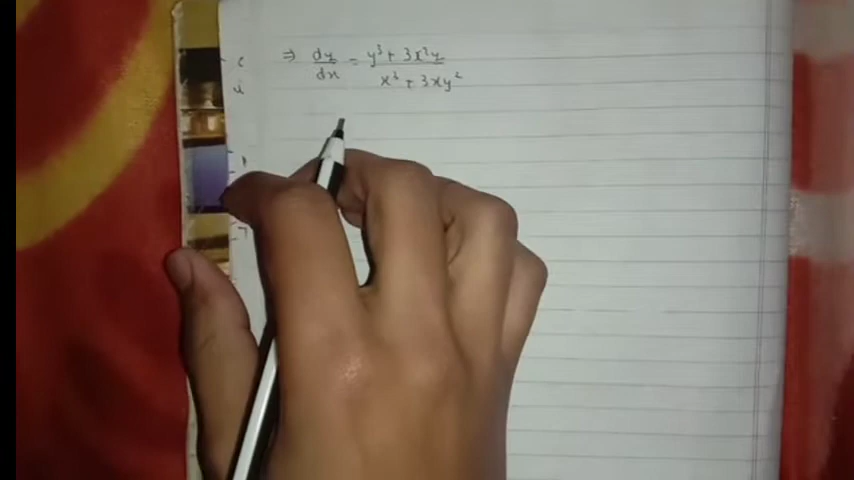 ⇒ dy/dx = (y³ + 3x²y)/(x³ + 3xy²)